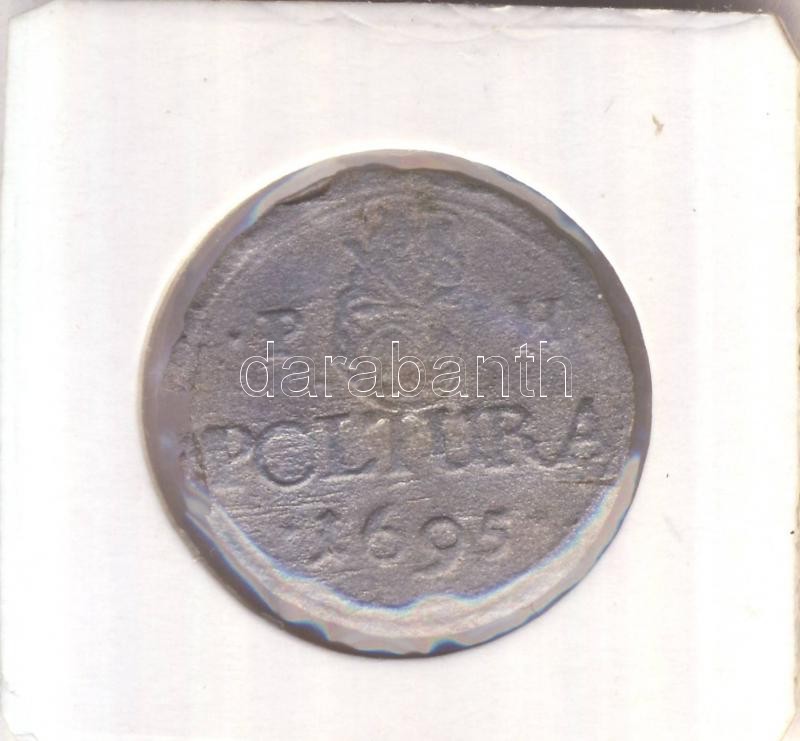 · P · H
darabanth
POLTURA
· 1695 ·